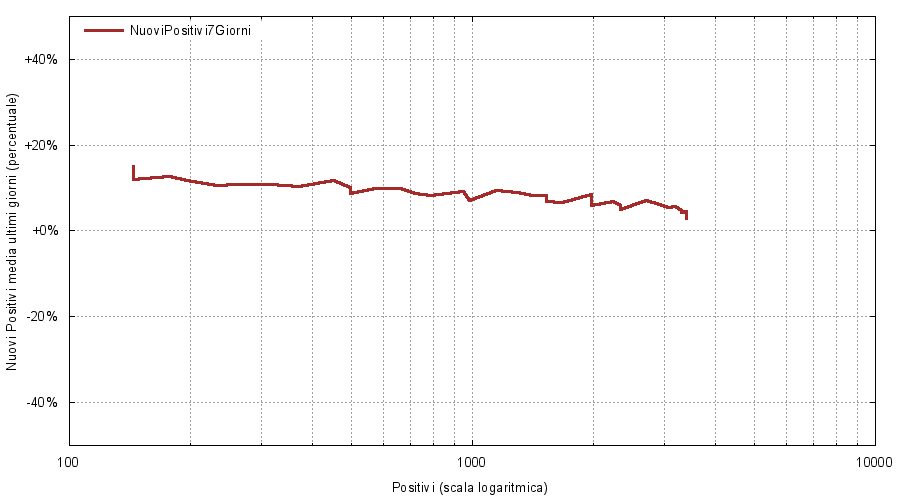 NuoviPositivi7Giorni
+40%
+20%
+0%
-20%
-40%
Nuovi Positivi media ultimi giorni (percentuale)
100 1000 10000
Positivi (scala logaritmica)